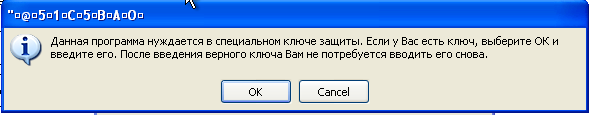 "¤@¤5¤1¤C¤5¤B¤A¤O¤
Данная программа нуждается в специальном ключе защиты. Если у Вас есть ключ, выберите OK и
введите его. После введения верного ключа Вам не потребуется вводить его снова.
OK Cancel